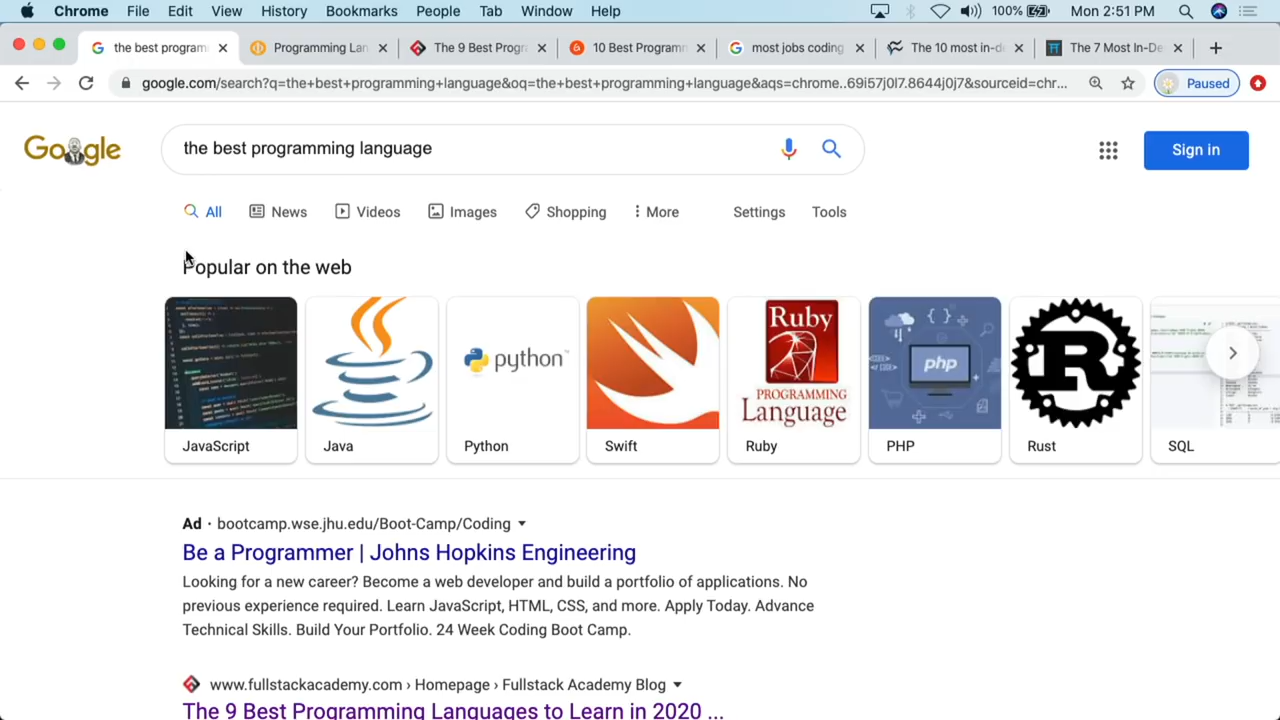 Chrome File Edit View History Bookmarks People Tab Window Help 100% Mon 2:51 PM
the best program Programming Lan The 9 Best Progr 10 Best Programm most jobs coding The 10 most in-d The 7 Most In-De
google.com/search?q=the+best+programming+language&oq=the+best+programming+language&aqs=chrome..69i57j0l7.8644j0j7&sourceid=chr... Paused
Google the best programming language Sign in
All News Videos Images Shopping More Settings Tools
Popular on the web
python
Ruby
PROGRAMMING
Language
php
R
JavaScript Java Python Swift Ruby PHP Rust SQL
Ad · bootcamp.wse.jhu.edu/Boot-Camp/Coding
Be a Programmer | Johns Hopkins Engineering
Looking for a new career? Become a web developer and build a portfolio of applications. No
previous experience required. Learn JavaScript, HTML, CSS, and more. Apply Today. Advance
Technical Skills. Build Your Portfolio. 24 Week Coding Boot Camp.
www.fullstackacademy.com › Homepage › Fullstack Academy Blog
The 9 Best Programming Languages to Learn in 2020 ...